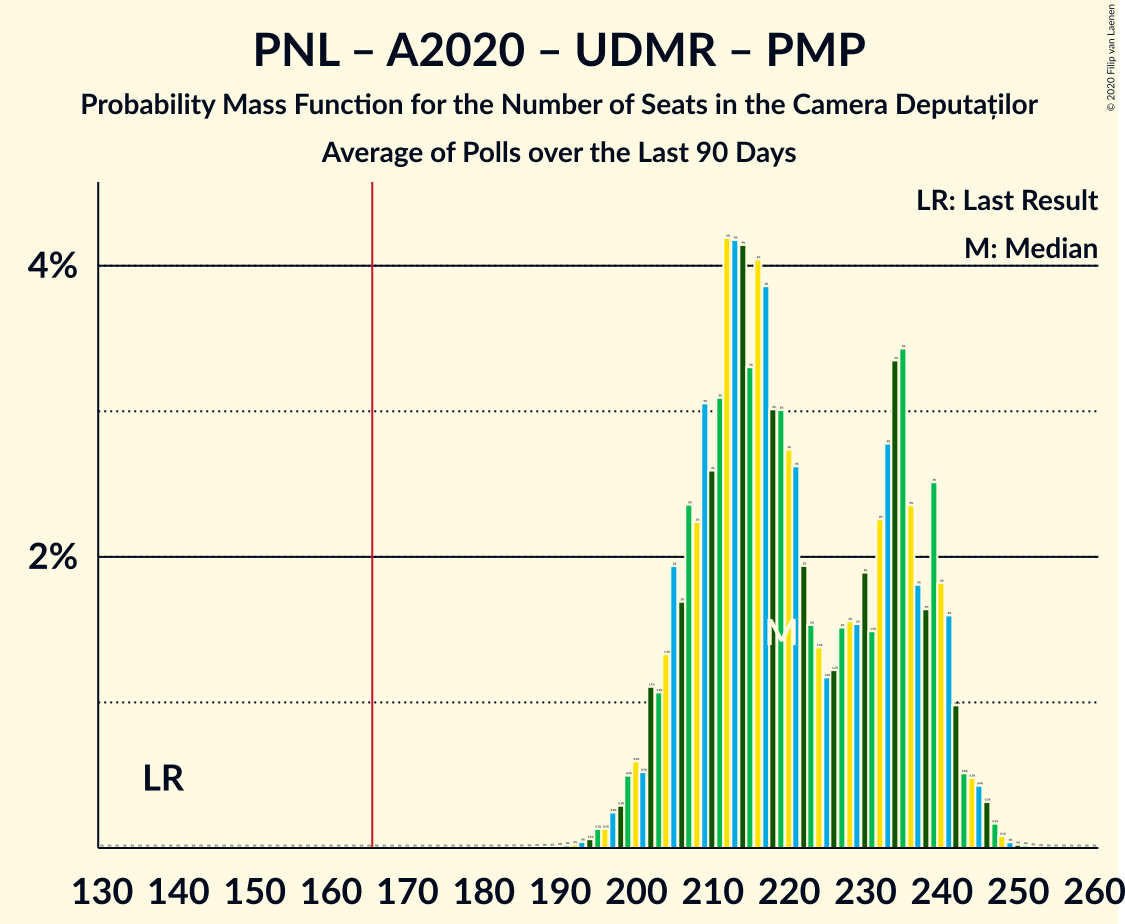 PNL – A2020 – UDMR – PMP
Probability Mass Function for the Number of Seats in the Camera Deputaților
Average of Polls over the Last 90 Days
© 2020 Filip van Laenen
LR: Last Result
M: Median
4%
2%
M
LR
130 140 150 160 170 180 190 200 210 220 230 240 250 260